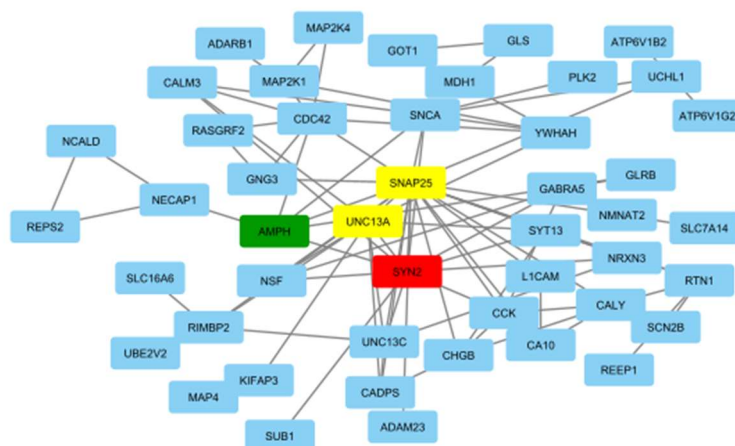 MAP2K4
ADARB1
GOT1
GLS
ATP6V1B2
CALM3
MAP2K1
MDH1
PLK2
UCHL1
RASGRF2
CDC42
SNCA
YWHAH
ATP6V1G2
NCALD
GNG3
SNAP25
GABRA5
GLRB
NECAP1
NMNAT2
REPS2
AMPH
UNC13A
SYT13
SLC7A14
SLC16A6
NSF
SYN2
L1CAM
NRXN3
RTN1
RIMBP2
UNC13C
CCK
CALY
SCN2B
UBE2V2
CHGB
CA10
REEP1
MAP4
KIFAP3
CADPS
SUB1
ADAM23